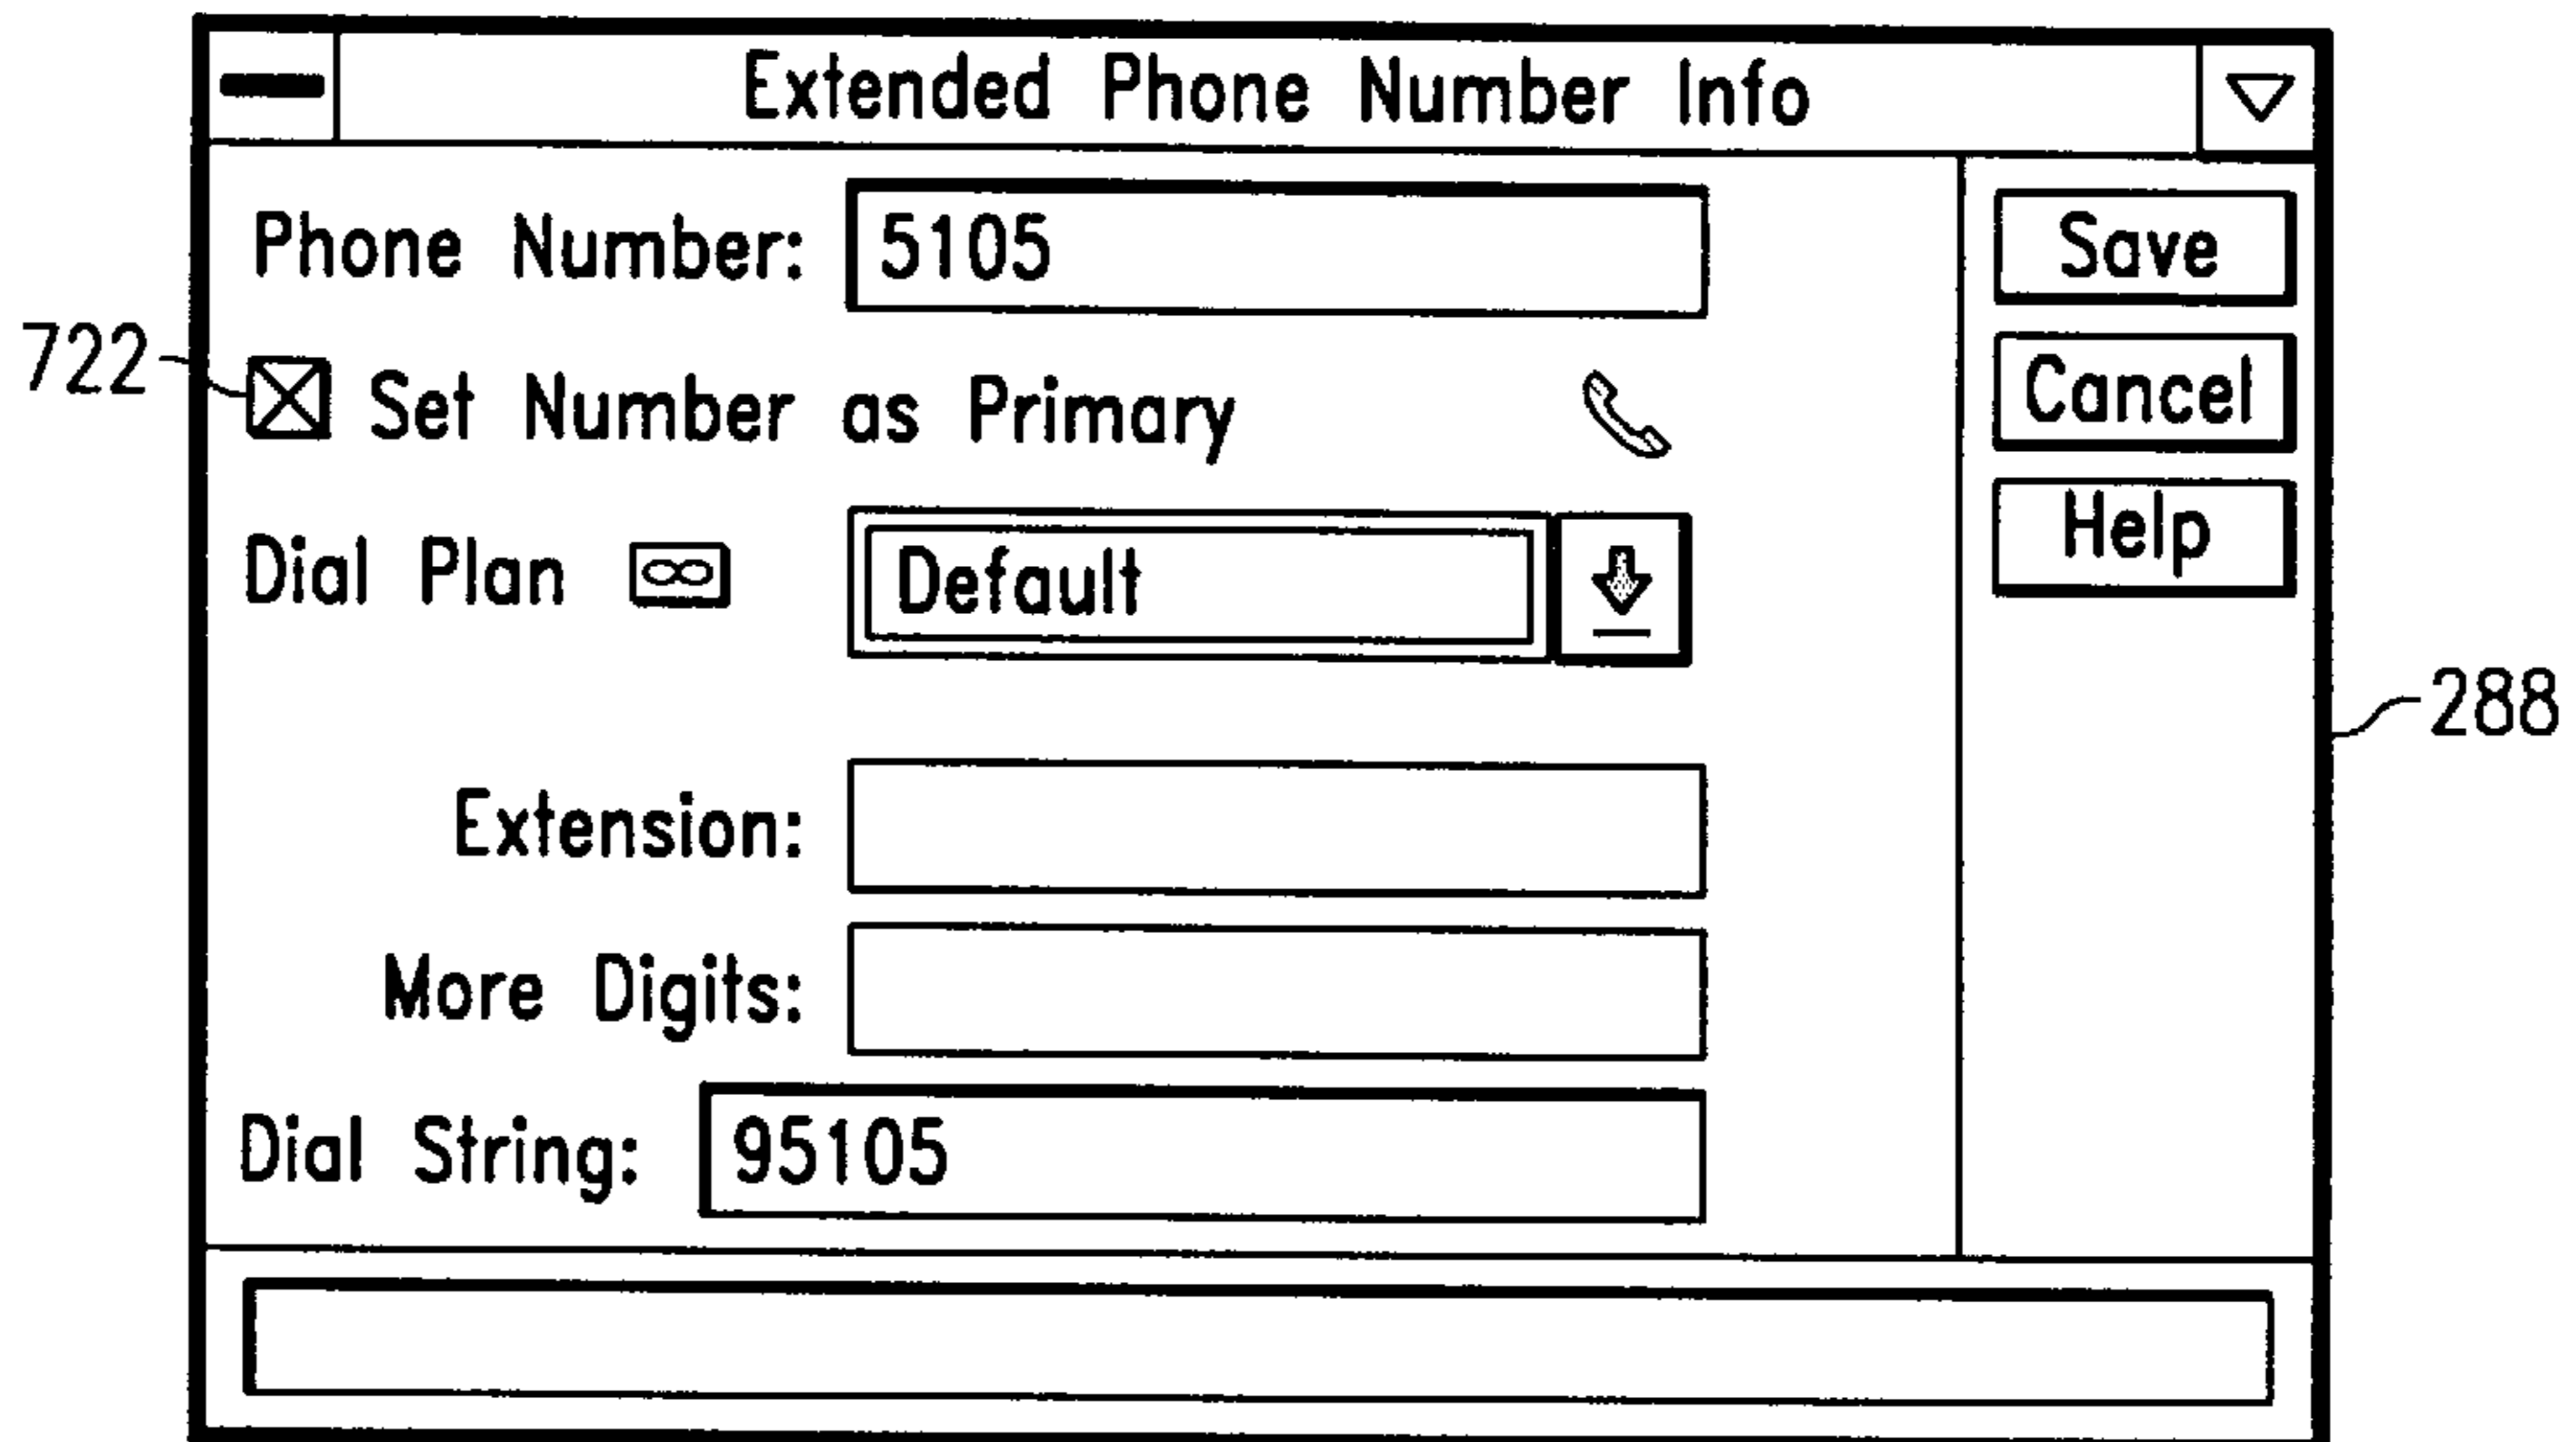 Extended Phone Number Info
Phone Number: 5105
Save
722
Set Number as Primary
Cancel
Dial Plan Default
Help
288
Extension:
More Digits:
Dial String: 95105